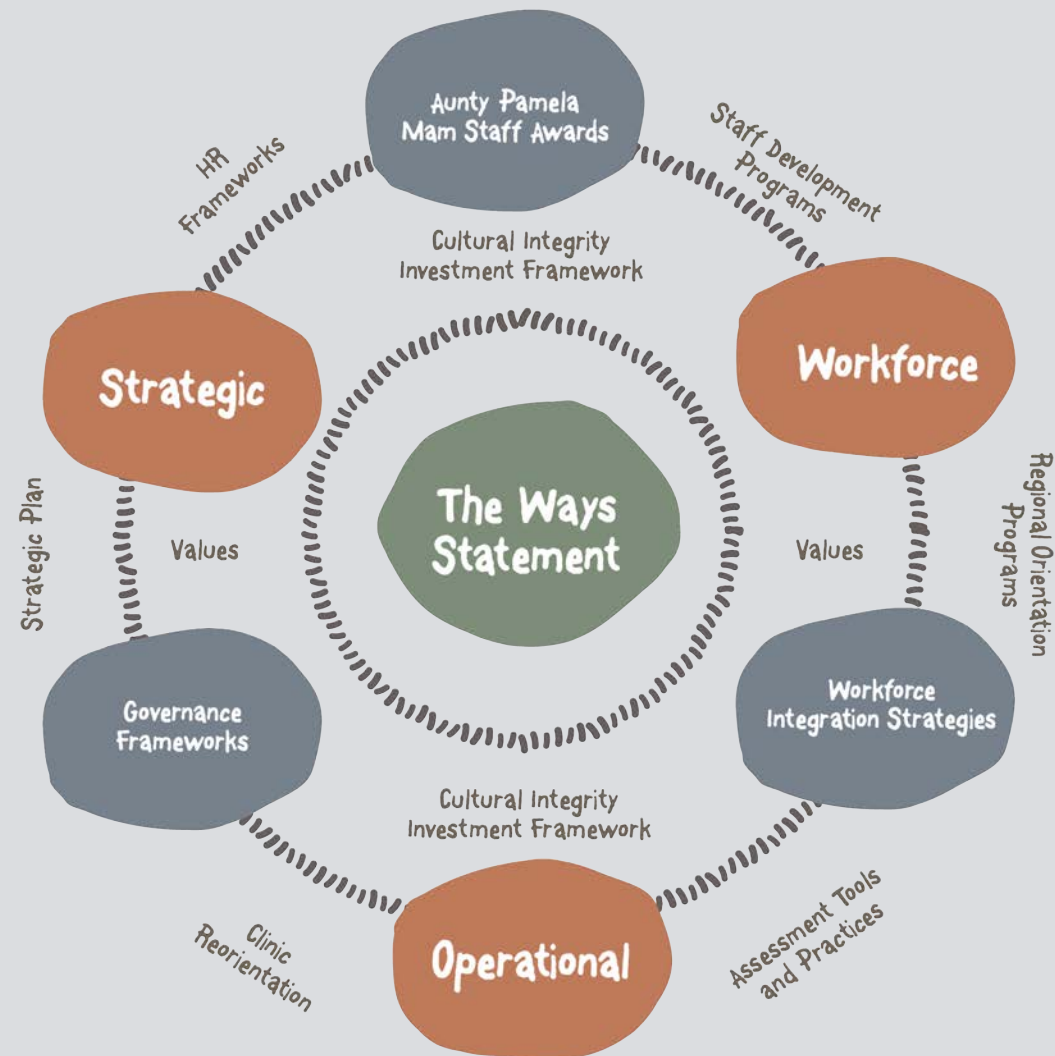 Aunty Pamela
Mam Staff Awards
HR
Frameworks
Staff Development
Programs
Cultural Integrity
Investment Framework
Strategic
Workforce
Strategic Plan
Values
The Ways
Statement
Values
Regional Orientation
Programs
Governance
Frameworks
Workforce
Integration Strategies
Cultural Integrity
Investment Framework
Clinic
Reorientation
Operational
Assessment Tools
and Practices